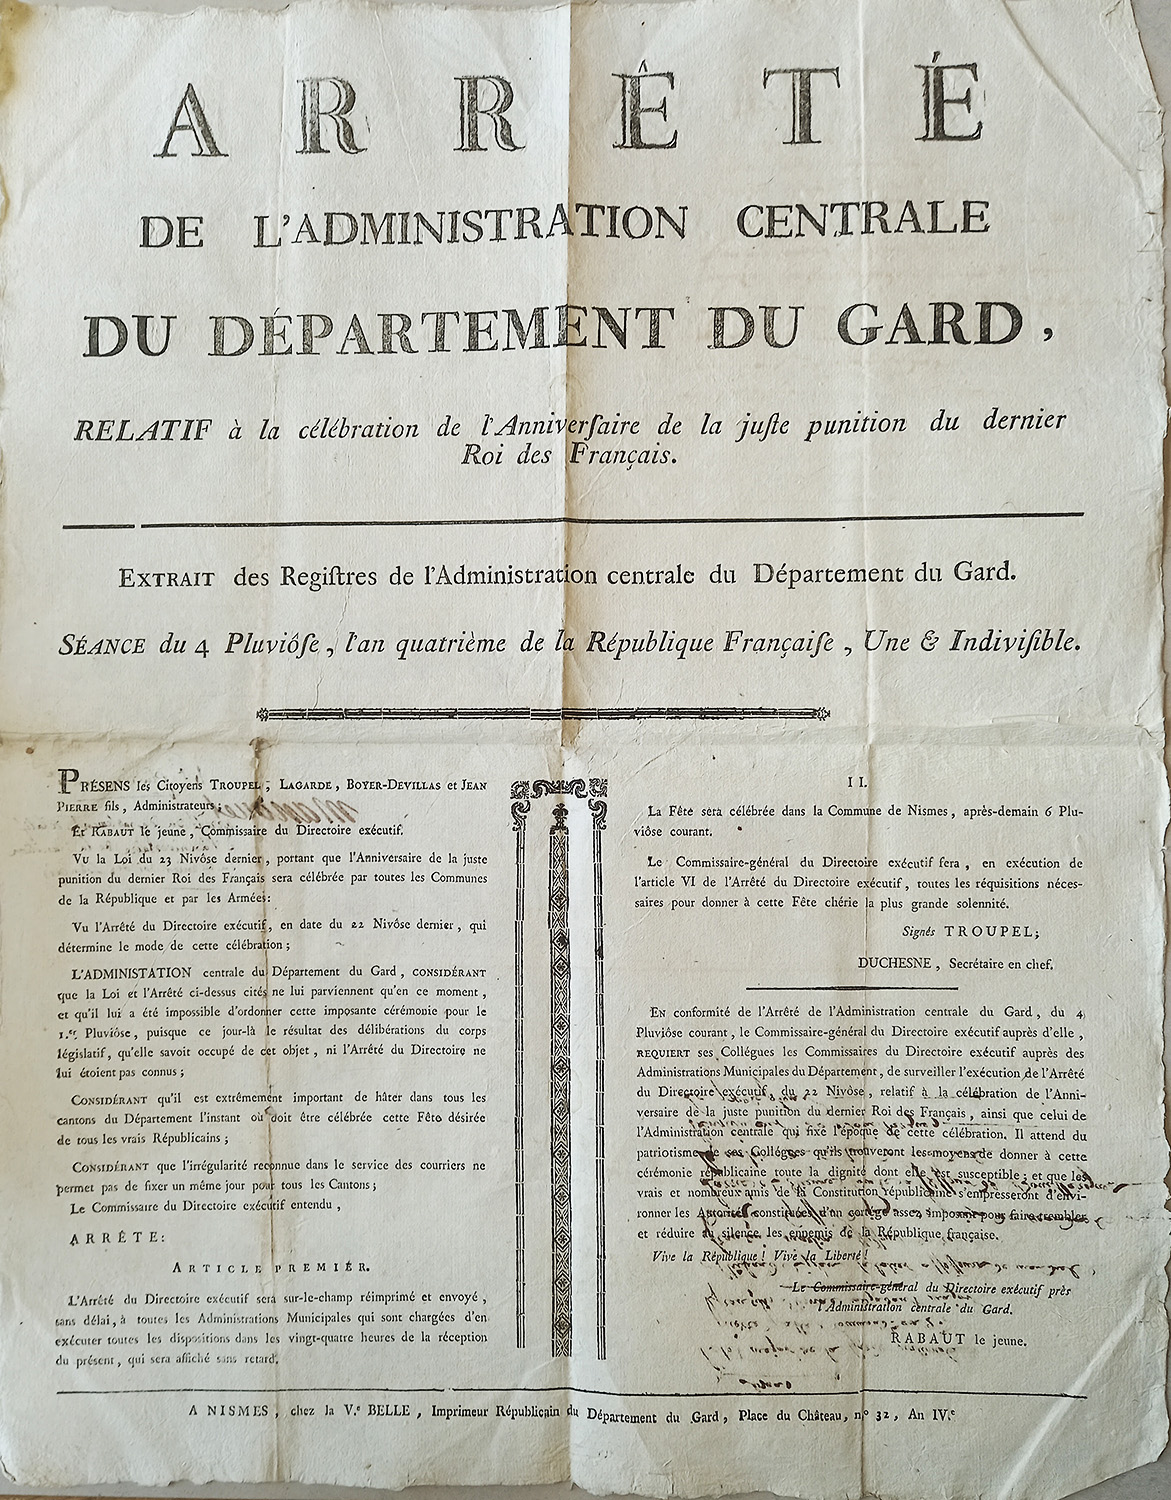 ARRÊTÉ
DE L'ADMINISTRATION CENTRALE
DU DÉPARTEMENT DU GARD,
RELATIF à la célébration de l'Anniverſaire de la juſte punition du dernier
Roi des Français.
EXTRAIT des Regiſtres de l'Adminiſtration centrale du Département du Gard.
SÉANCE du 4 Pluviôſe, l'an quatrième de la République Françaiſe, Une & Indiviſible.
PRÉSENS les Citoyens TROUPEL, LAGARDE, BOYER-DEVILLAS et JEAN
PIERRE fils, Administrateurs;
Et RABAUT le jeune, Commissaire du Directoire exécutif.
Vu la Loi du 23 Nivôse dernier, portant que l'Anniversaire de la juste
punition du dernier Roi des Français sera célébrée par toutes les Communes
de la République et par les Armées:
Vu l'Arrêté du Directoire exécutif, en date du 22 Nivôse dernier, qui
détermine le mode de cette célébration;
L'ADMINISTATION centrale du Département du Gard, CONSIDÉRANT
que la Loi et l'Arrêté ci-dessus cités ne lui parviennent qu'en ce moment,
et qu'il lui a été impossible d'ordonner cette imposante cérémonie pour le
1.er Pluviôse, puisque ce jour-là le résultat des délibérations du corps
législatif, qu'elle savoit occupé de cet objet, ni l'Arrêté du Directoire ne
lui étoient pas connus;
CONSIDÉRANT qu'il est extrêmement important de hâter dans tous les
cantons du Département l'instant où doit être célébrée cette Fête désirée
de tous les vrais Républicains;
CONSIDÉRANT que l'irrégularité reconnue dans le service des courriers ne
permet pas de fixer un même jour pour tous les Cantons;
Le Commissaire du Directoire exécutif entendu,
ARRÊTE:
ARTICLE PREMIER.
L'Arrêté du Directoire exécutif sera sur-le-champ réimprimé et envoyé,
sans délai, à toutes les Administrations Municipales qui sont chargées d'en
exécuter toutes les dispositions dans les vingt-quatre heures de la réception
du présent, qui sera affiché sans retard.
II.
La Fête sera célébrée dans la Commune de Nismes, après-demain 6 Plu-
viôse courant.
Le Commissaire-général du Directoire exécutif fera, en exécution de
l'article VI de l'Arrêté du Directoire exécutif, toutes les réquisitions néces-
saires pour donner à cette Fête chérie la plus grande solennité.
Signés TROUPEL;
DUCHESNE, Secrétaire en chef.
EN conformité de l'Arrêté de l'Administration centrale du Gard, du 4
Pluviôse courant, le Commissaire-général du Directoire exécutif auprès d'elle,
REQUIERT ses Collégues les Commissaires du Directoire exécutif auprès des
Administrations Municipales du Département, de surveiller l'exécution de l'Arrêté
du Directoire exécutif, du 22 Nivôse, relatif à la célébration de l'Anni-
versaire de la juste punition du dernier Roi des Français, ainsi que celui de
l'Administration centrale qui fixe l'époque de cette célébration. Il attend du
patriotisme de ses Collégues qu'ils trouveront les moyens de donner à cette
cérémonie républicaine toute la dignité dont elle est susceptible; et que les
vrais et nombreux amis de la Constitution républicaine s'empresseront d'envi-
ronner les Autorités constituées d'un cortége assez imposant pour faire trembler
et réduire au silence les ennemis de la République française.
Vive la République! Vive la Liberté!
Le Commissaire-général du Directoire exécutif près
l'Administration centrale du Gard.
RABAUT le jeune.
A NISMES, chez la V.e BELLE, Imprimeur Républicain du Département du Gard, Place du Château, n° 32, An IV.e